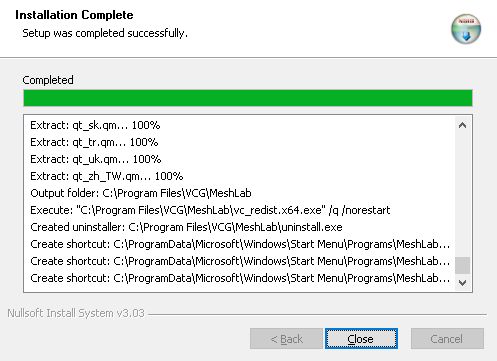 Installation Complete
Setup was completed successfully.
Completed
Extract: qt_sk.qm... 100%
Extract: qt_tr.qm... 100%
Extract: qt_uk.qm... 100%
Extract: qt_zh_TW.qm... 100%
Output folder: C:\Program Files\VCG\MeshLab
Execute: "C:\Program Files\VCG\MeshLab\vc_redist.x64.exe" /q /norestart
Created uninstaller: C:\Program Files\VCG\MeshLab\uninstall.exe
Create shortcut: C:\ProgramData\Microsoft\Windows\Start Menu\Programs\MeshLab...
Create shortcut: C:\ProgramData\Microsoft\Windows\Start Menu\Programs\MeshLab...
Create shortcut: C:\ProgramData\Microsoft\Windows\Start Menu\Programs\MeshLab...
Nullsoft Install System v3.03
< Back
Close
Cancel